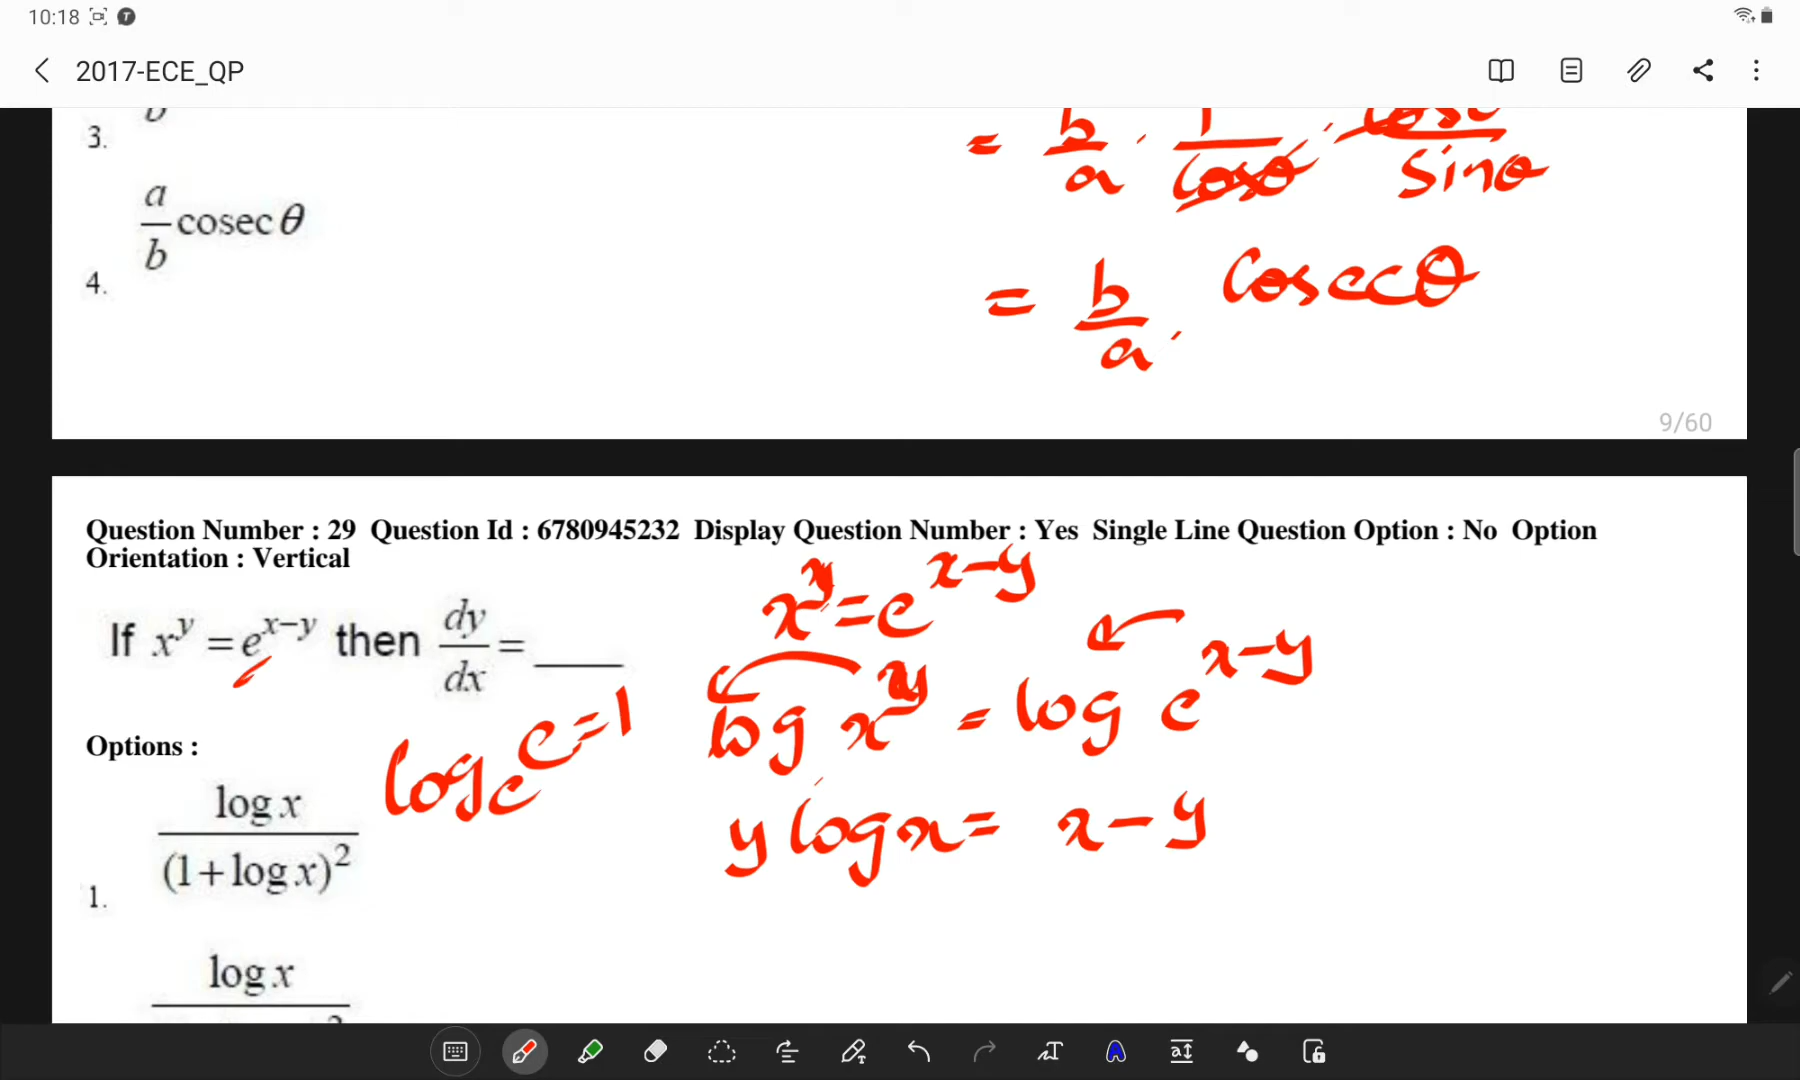 10:18
2017-ECE_QP
3.
a/b cosec θ
4.
= b/a · 1/cosθ · cosθ/sinθ
= b/a · cosecθ
9/60
Question Number : 29 Question Id : 6780945232 Display Question Number : Yes Single Line Question Option : No Option
Orientation : Vertical
If x^y = e^(x−y) then dy/dx = ____
x^y = e^(x−y)
log x^y = log e^(x−y)
log_e e = 1
y log x = x − y
Options :
log x/(1+log x)^2
1.
log x